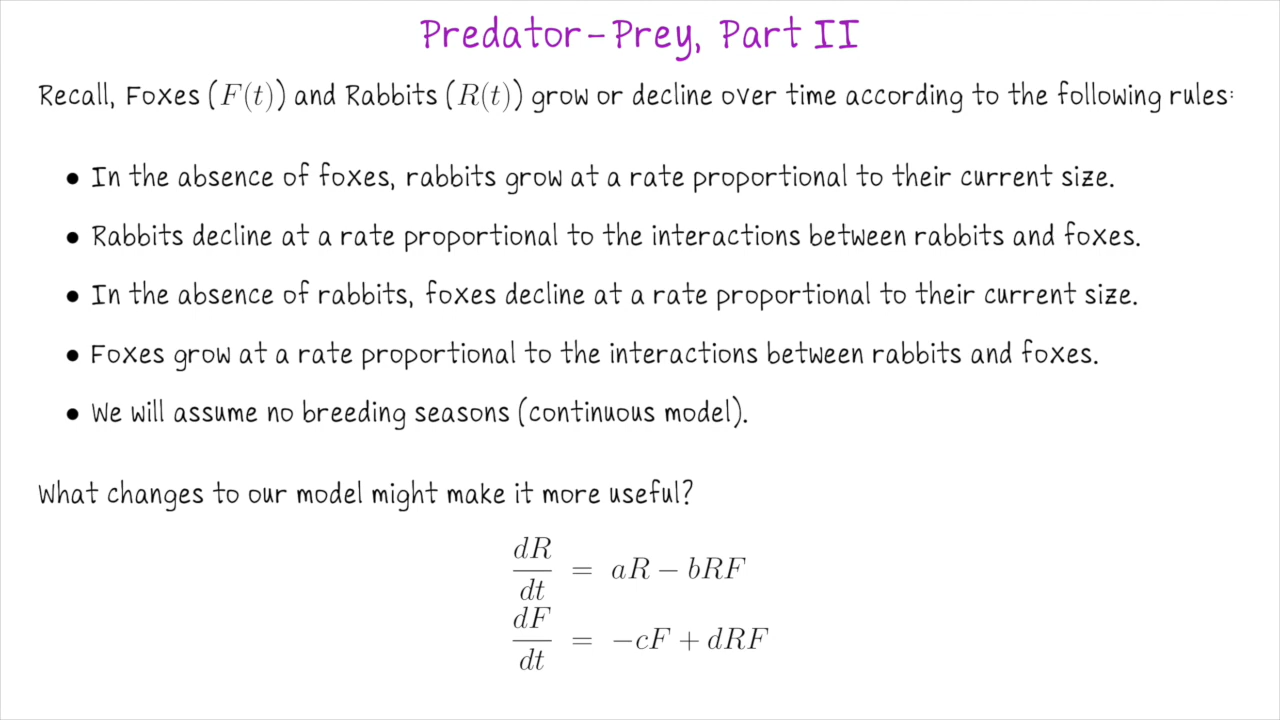 Predator-Prey, Part II
Recall, Foxes (F(t)) and Rabbits (R(t)) grow or decline over time according to the following rules:
• In the absence of foxes, rabbits grow at a rate proportional to their current size.
• Rabbits decline at a rate proportional to the interactions between rabbits and foxes.
• In the absence of rabbits, foxes decline at a rate proportional to their current size.
• Foxes grow at a rate proportional to the interactions between rabbits and foxes.
• We will assume no breeding seasons (continuous model).
What changes to our model might make it more useful?
dR/dt = aR − bRF
dF/dt = −cF + dRF